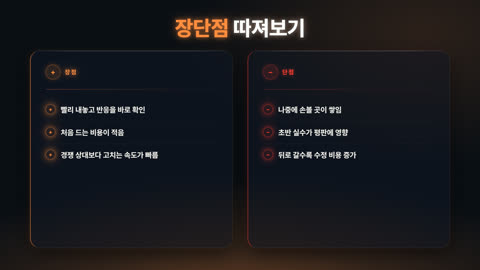 장단점 따져보기
장점
빨리 내놓고 반응을 바로 확인
처음 드는 비용이 적음
경쟁 상대보다 고치는 속도가 빠름
단점
나중에 손볼 곳이 쌓임
초반 실수가 평판에 영향
뒤로 갈수록 수정 비용 증가